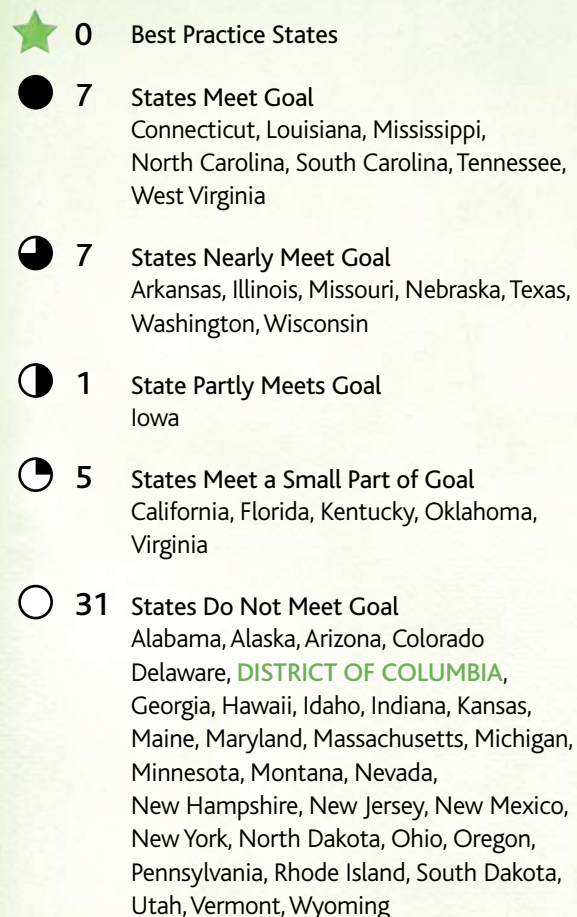 0 Best Practice States
7 States Meet Goal
Connecticut, Louisiana, Mississippi,
North Carolina, South Carolina, Tennessee,
West Virginia
7 States Nearly Meet Goal
Arkansas, Illinois, Missouri, Nebraska, Texas,
Washington, Wisconsin
1 State Partly Meets Goal
Iowa
5 States Meet a Small Part of Goal
California, Florida, Kentucky, Oklahoma,
Virginia
31 States Do Not Meet Goal
Alabama, Alaska, Arizona, Colorado
Delaware, DISTRICT OF COLUMBIA,
Georgia, Hawaii, Idaho, Indiana, Kansas,
Maine, Maryland, Massachusetts, Michigan,
Minnesota, Montana, Nevada,
New Hampshire, New Jersey, New Mexico,
New York, North Dakota, Ohio, Oregon,
Pennsylvania, Rhode Island, South Dakota,
Utah, Vermont, Wyoming